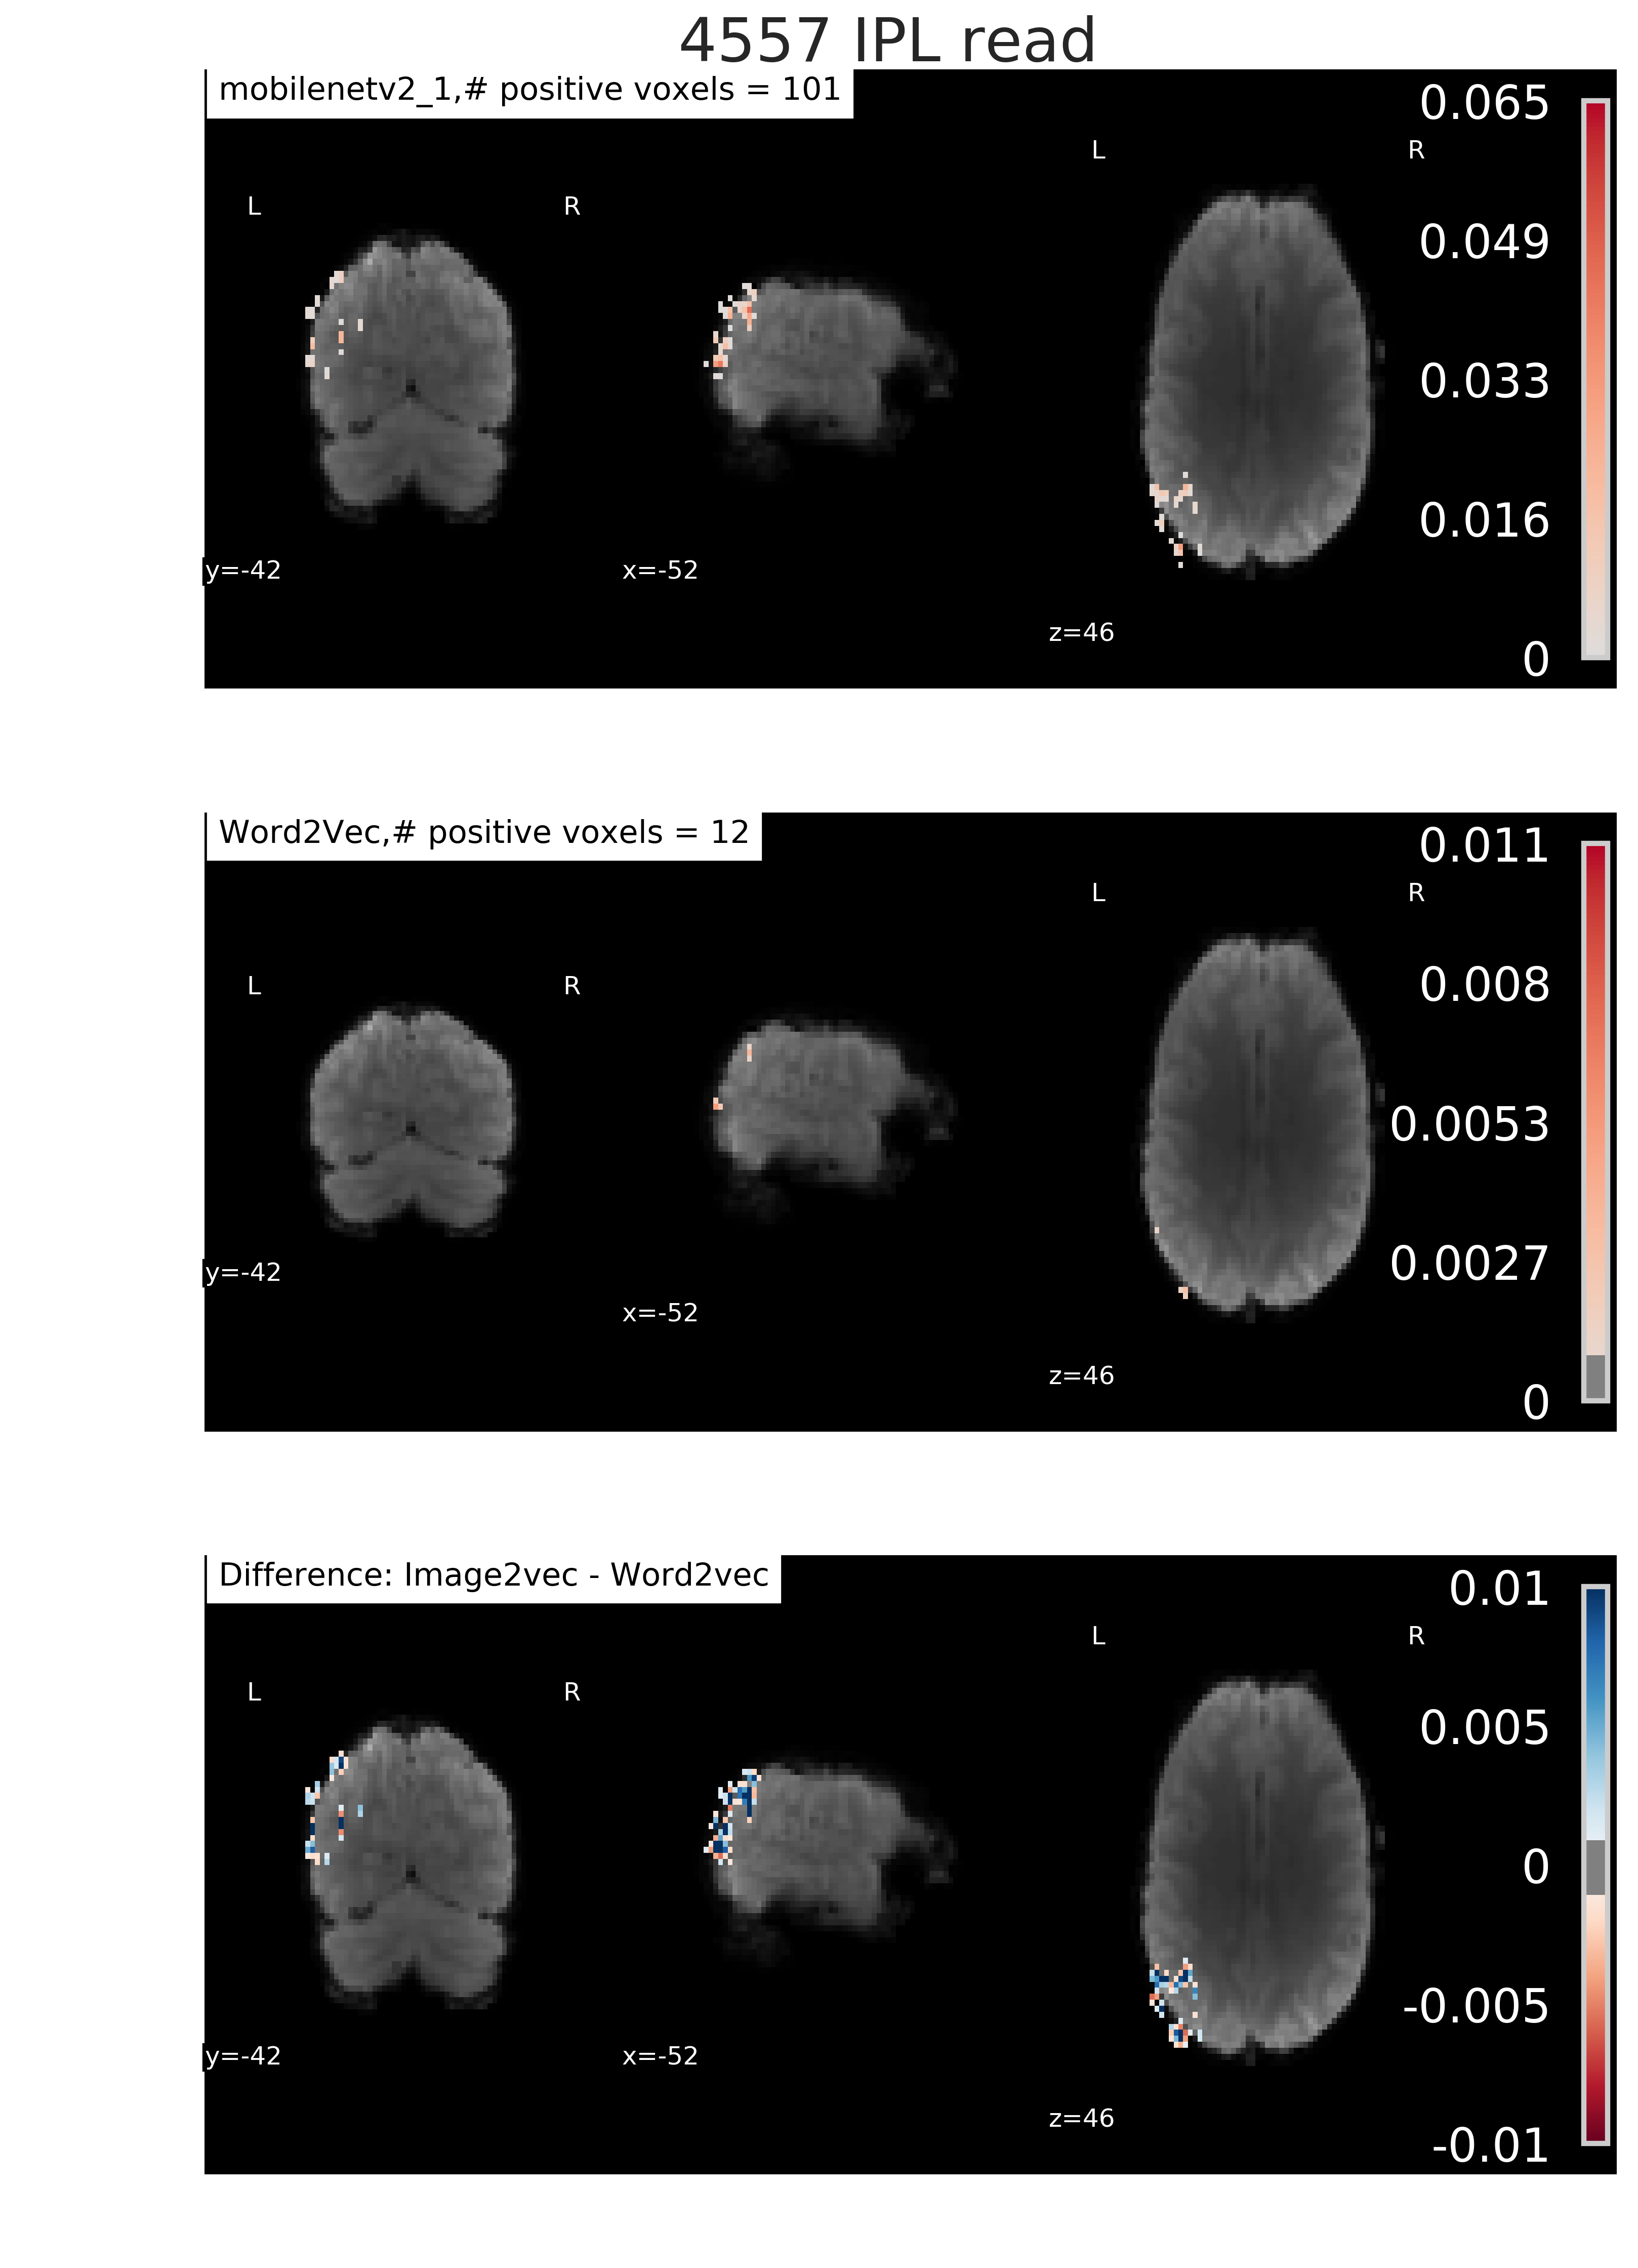 4557 IPL read
mobilenetv2_1,# positive voxels = 101
0.065
L R
L R
0.049
0.033
0.016
y=-42 x=-52
z=46
0
Word2Vec,# positive voxels = 12
0.011
L R
L R
0.008
0.0053
0.0027
y=-42
x=-52
z=46
0
Difference: Image2vec - Word2vec
0.01
L R
L R
0.005
0
-0.005
y=-42 x=-52
z=46
-0.01